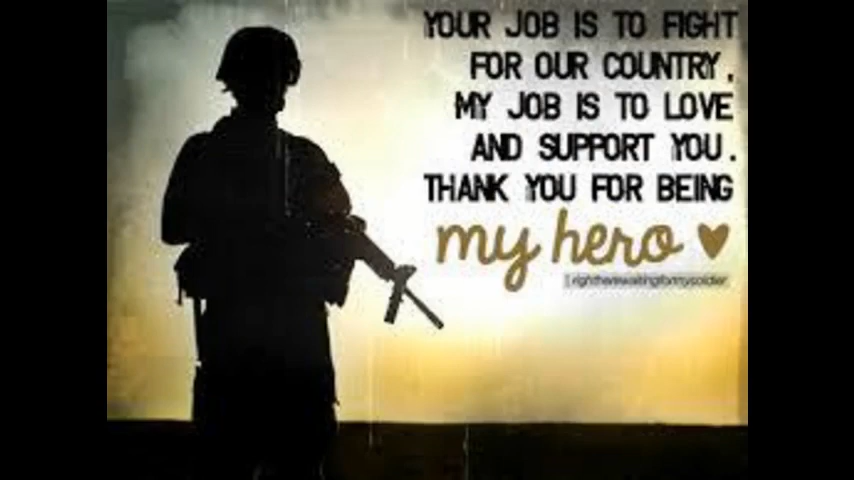 YOUR JOB IS TO FIGHT
FOR OUR COUNTRY,
MY JOB IS TO LOVE
AND SUPPORT YOU.
THANK YOU FOR BEING
my hero ♥
| rightherewaitingformysoldier